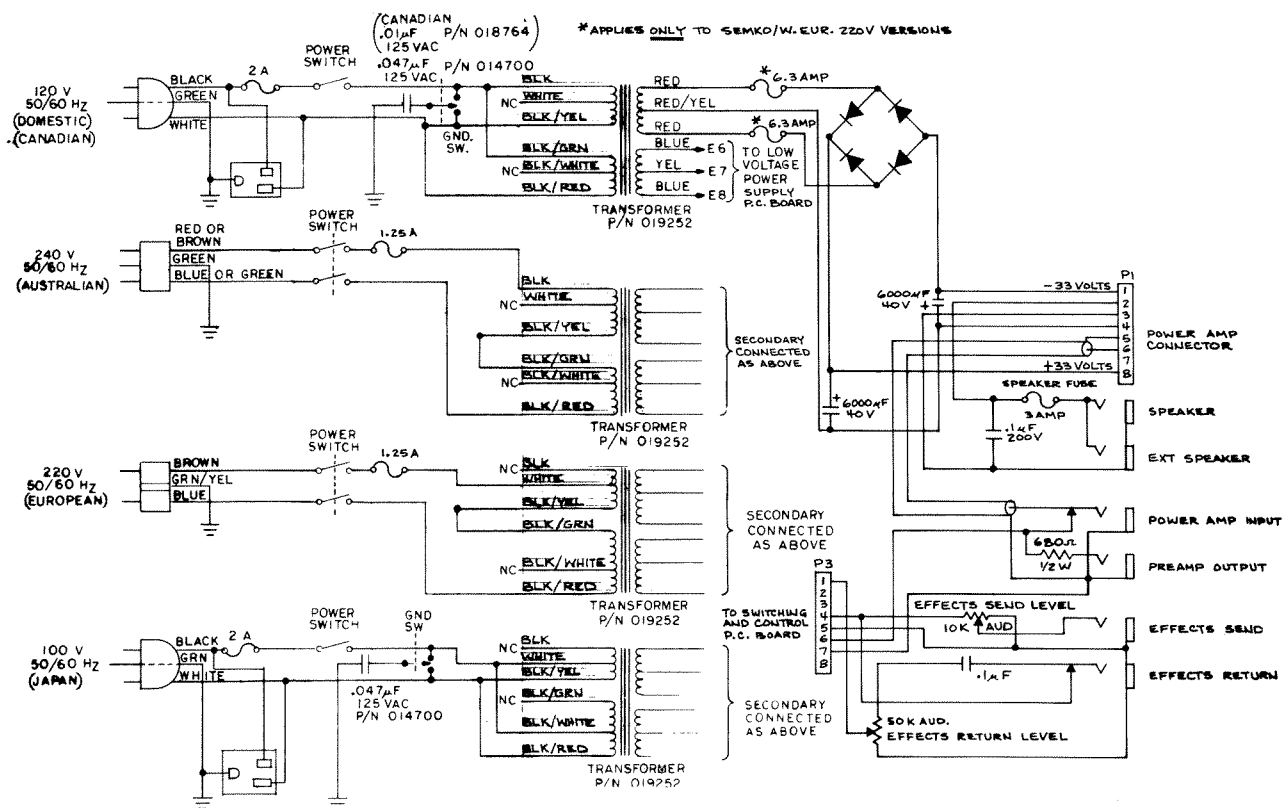 (CANADIAN
.01µF P/N 018764)
125 VAC
.047µF P/N 014700
125 VAC
*APPLIES ONLY TO SEMKO/W. EUR. 220V VERSIONS
120 V
50/60 HZ
(DOMESTIC)
(CANADIAN)
BLACK
GREEN
WHITE
2 A
POWER
SWITCH
GND.
SW.
BLK
NC WHITE
BLK/YEL
BLK/GRN
NC BLK/WHITE
BLK/RED
RED
RED/YEL
RED
BLUE E6
YEL E7
BLUE E8
* 6.3 AMP
* 6.3 AMP
TO LOW
VOLTAGE
POWER
SUPPLY
P.C. BOARD
TRANSFORMER
P/N 019252
240 V
50/60 HZ
(AUSTRALIAN)
RED OR
BROWN
GREEN
BLUE OR GREEN
POWER
SWITCH
1.25A
BLK
NC WHITE
BLK/YEL
BLK/GRN
NC BLK/WHITE
BLK/RED
SECONDARY
CONNECTED
AS ABOVE
TRANSFORMER
P/N 019252
220 V
50/60 HZ
(EUROPEAN)
BROWN
GRN/YEL
BLUE
POWER
SWITCH
1.25A
NC BLK
WHITE
BLK/YEL
BLK/GRN
NC BLK/WHITE
BLK/RED
SECONDARY
CONNECTED
AS ABOVE
TRANSFORMER
P/N 019252
100 V
50/60 HZ
(JAPAN)
BLACK
GRN
WHITE
2 A
POWER
SWITCH
GND
SW
.047µF
125 VAC
P/N 014700
NC BLK
WHITE
BLK/YEL
NC BLK/GRN
BLK/WHITE
BLK/RED
SECONDARY
CONNECTED
AS ABOVE
TRANSFORMER
P/N 019252
6000µF
40V +
+ 6000µF
40V
P1
-33 VOLTS
+33 VOLTS
1
2
3
4
5
6
7
8
POWER AMP
CONNECTOR
SPEAKER FUSE
3 AMP
.1µF
200V
SPEAKER
EXT SPEAKER
POWER AMP INPUT
680Ω
1/2 W
PREAMP OUTPUT
P3
1
2
3
4
5
6
7
8
TO SWITCHING
AND CONTROL
P.C. BOARD
EFFECTS SEND LEVEL
10K AUD
EFFECTS SEND
.1µF
EFFECTS RETURN
50K AUD.
EFFECTS RETURN LEVEL